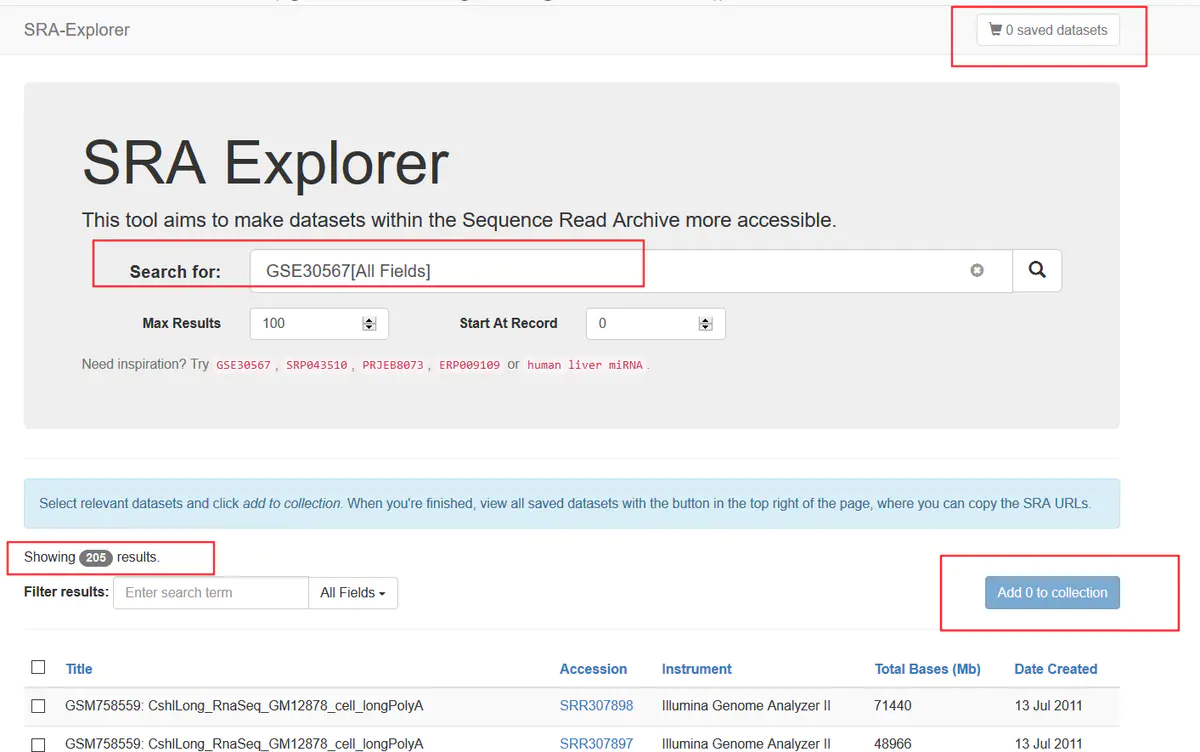 SRA-Explorer
0 saved datasets
SRA Explorer
This tool aims to make datasets within the Sequence Read Archive more accessible.
Search for: GSE30567[All Fields]
Max Results 100 Start At Record 0
Need inspiration? Try GSE30567 , SRP043510 , PRJEB8073 , ERP009109 or human liver miRNA .
Select relevant datasets and click add to collection. When you're finished, view all saved datasets with the button in the top right of the page, where you can copy the SRA URLs.
Showing 205 results.
Filter results: Enter search term All Fields
Add 0 to collection
Title Accession Instrument Total Bases (Mb) Date Created
GSM758559: CshlLong_RnaSeq_GM12878_cell_longPolyA SRR307898 Illumina Genome Analyzer II 71440 13 Jul 2011
GSM758559: CshlLong_RnaSeq_GM12878_cell_longPolyA SRR307897 Illumina Genome Analyzer II 48966 13 Jul 2011